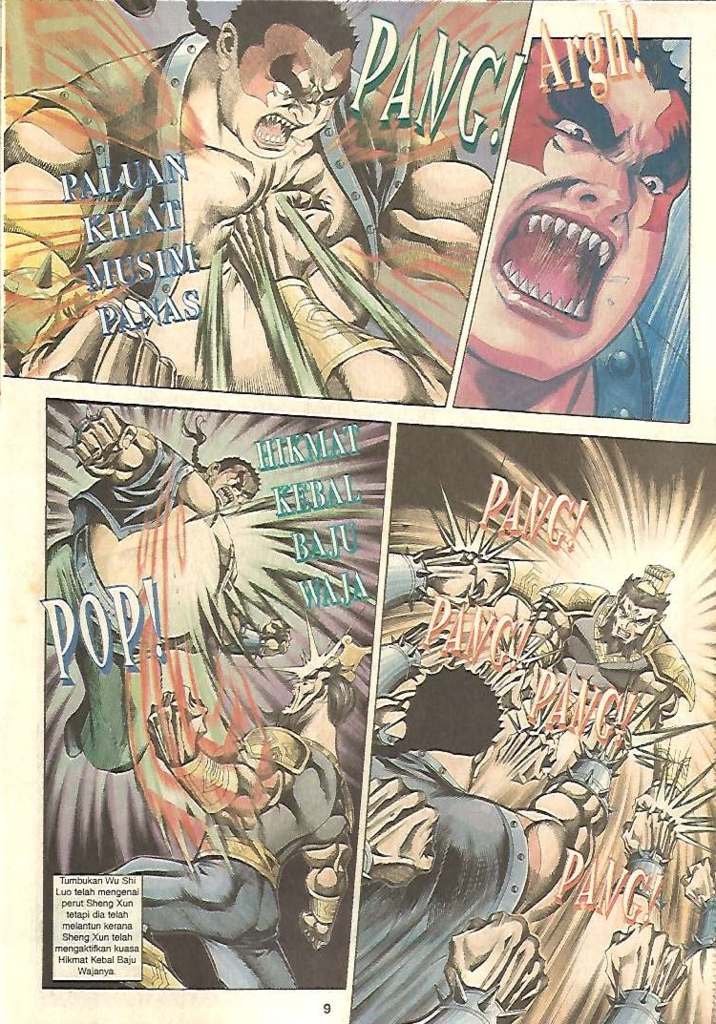 PALUAN
KILAT
MUSIM
PANAS
PANG!
Argh!
HIKMAT
KEBAL
BAJU
WAJA
POP!
Tumbukan Wu Shi
Luo telah mengenai
perut Sheng Xun
tetapi dia telah
melantun kerana
Sheng Xun telah
mengaktifkan kuasa
Hikmat Kebal Baju
Wajanya.
PANG!
PANG!
PANG!
PANG!
9